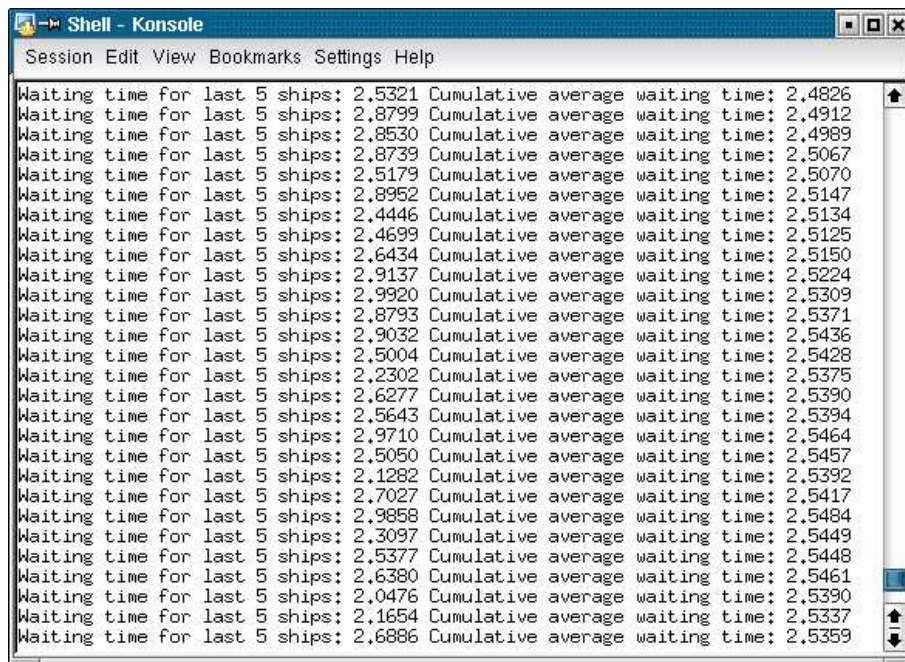 Shell - Konsole
Session Edit View Bookmarks Settings Help
Waiting time for last 5 ships: 2.5321 Cumulative average waiting time: 2.4826
Waiting time for last 5 ships: 2.8799 Cumulative average waiting time: 2.4912
Waiting time for last 5 ships: 2.8530 Cumulative average waiting time: 2.4989
Waiting time for last 5 ships: 2.8739 Cumulative average waiting time: 2.5067
Waiting time for last 5 ships: 2.5179 Cumulative average waiting time: 2.5070
Waiting time for last 5 ships: 2.8952 Cumulative average waiting time: 2.5147
Waiting time for last 5 ships: 2.4446 Cumulative average waiting time: 2.5134
Waiting time for last 5 ships: 2.4699 Cumulative average waiting time: 2.5125
Waiting time for last 5 ships: 2.6434 Cumulative average waiting time: 2.5150
Waiting time for last 5 ships: 2.9137 Cumulative average waiting time: 2.5224
Waiting time for last 5 ships: 2.9920 Cumulative average waiting time: 2.5309
Waiting time for last 5 ships: 2.8793 Cumulative average waiting time: 2.5371
Waiting time for last 5 ships: 2.9032 Cumulative average waiting time: 2.5436
Waiting time for last 5 ships: 2.5004 Cumulative average waiting time: 2.5428
Waiting time for last 5 ships: 2.2302 Cumulative average waiting time: 2.5375
Waiting time for last 5 ships: 2.6277 Cumulative average waiting time: 2.5390
Waiting time for last 5 ships: 2.5643 Cumulative average waiting time: 2.5394
Waiting time for last 5 ships: 2.9710 Cumulative average waiting time: 2.5464
Waiting time for last 5 ships: 2.5050 Cumulative average waiting time: 2.5457
Waiting time for last 5 ships: 2.1282 Cumulative average waiting time: 2.5392
Waiting time for last 5 ships: 2.7027 Cumulative average waiting time: 2.5417
Waiting time for last 5 ships: 2.9858 Cumulative average waiting time: 2.5484
Waiting time for last 5 ships: 2.3097 Cumulative average waiting time: 2.5449
Waiting time for last 5 ships: 2.5377 Cumulative average waiting time: 2.5448
Waiting time for last 5 ships: 2.6380 Cumulative average waiting time: 2.5461
Waiting time for last 5 ships: 2.0476 Cumulative average waiting time: 2.5390
Waiting time for last 5 ships: 2.1654 Cumulative average waiting time: 2.5337
Waiting time for last 5 ships: 2.6886 Cumulative average waiting time: 2.5359